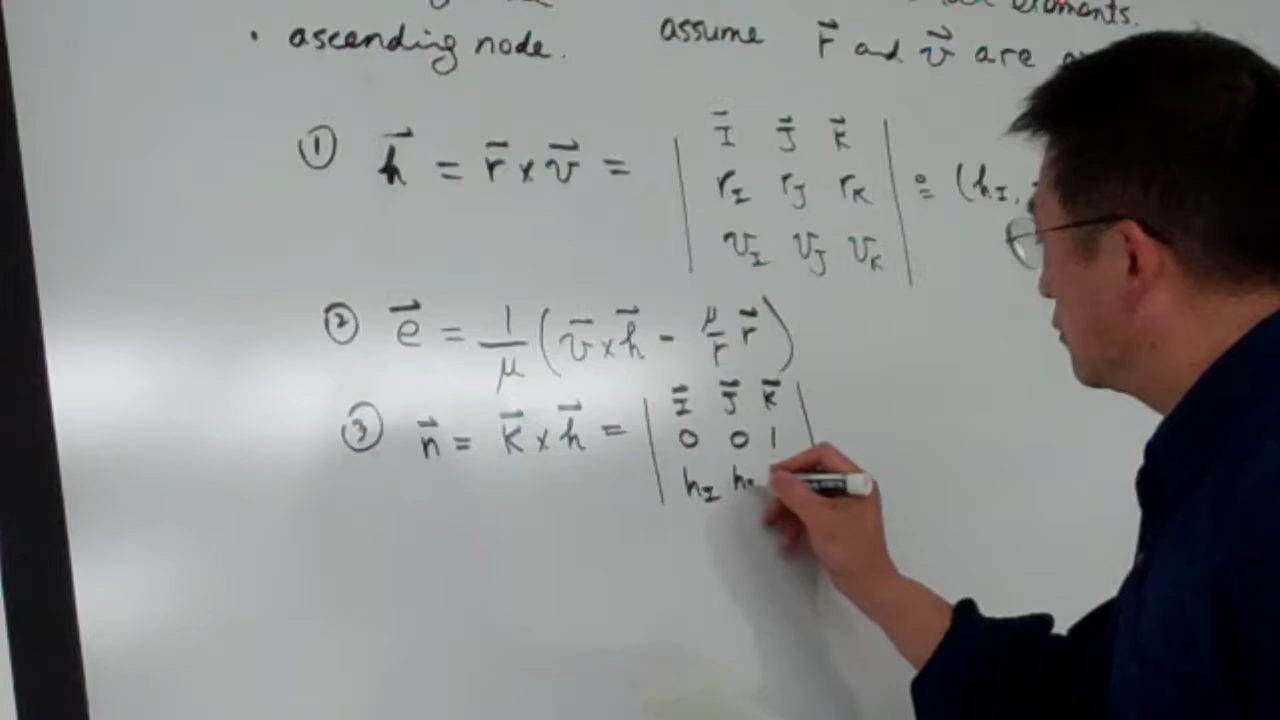 elements.
• ascending node. assume r⃗ and v⃗ are
① h⃗ = r⃗ × v⃗ = | I⃗ J⃗ K⃗ | ≐ (h_I,
r_I r_J r_K
v_I v_J v_K
② e⃗ = 1/μ ( v⃗ × h⃗ - μ/r r⃗ )
③ n⃗ = K⃗ × h⃗ = | I⃗ J⃗ K⃗ |
0 0 1
h_I h